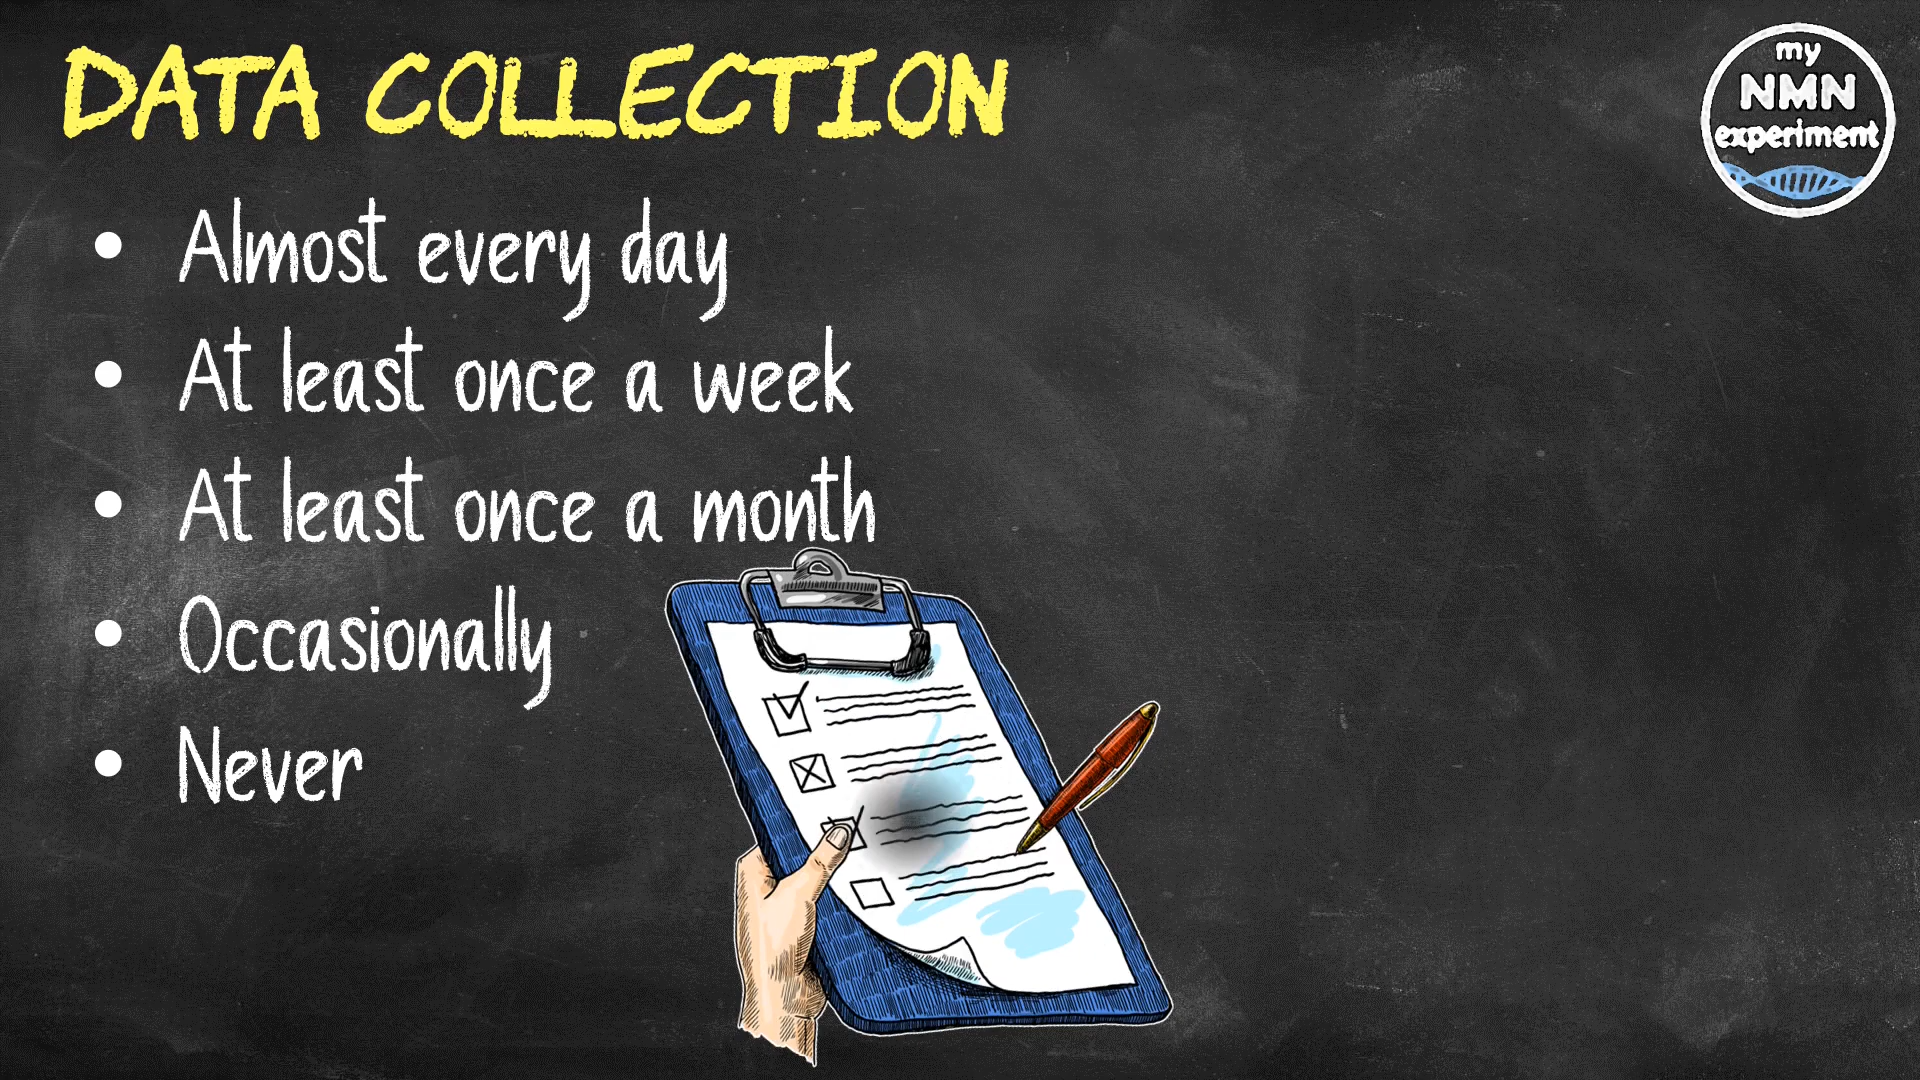 DATA COLLECTION
my
NMN
experiment
• Almost every day
• At least once a week
• At least once a month
• Occasionally
• Never